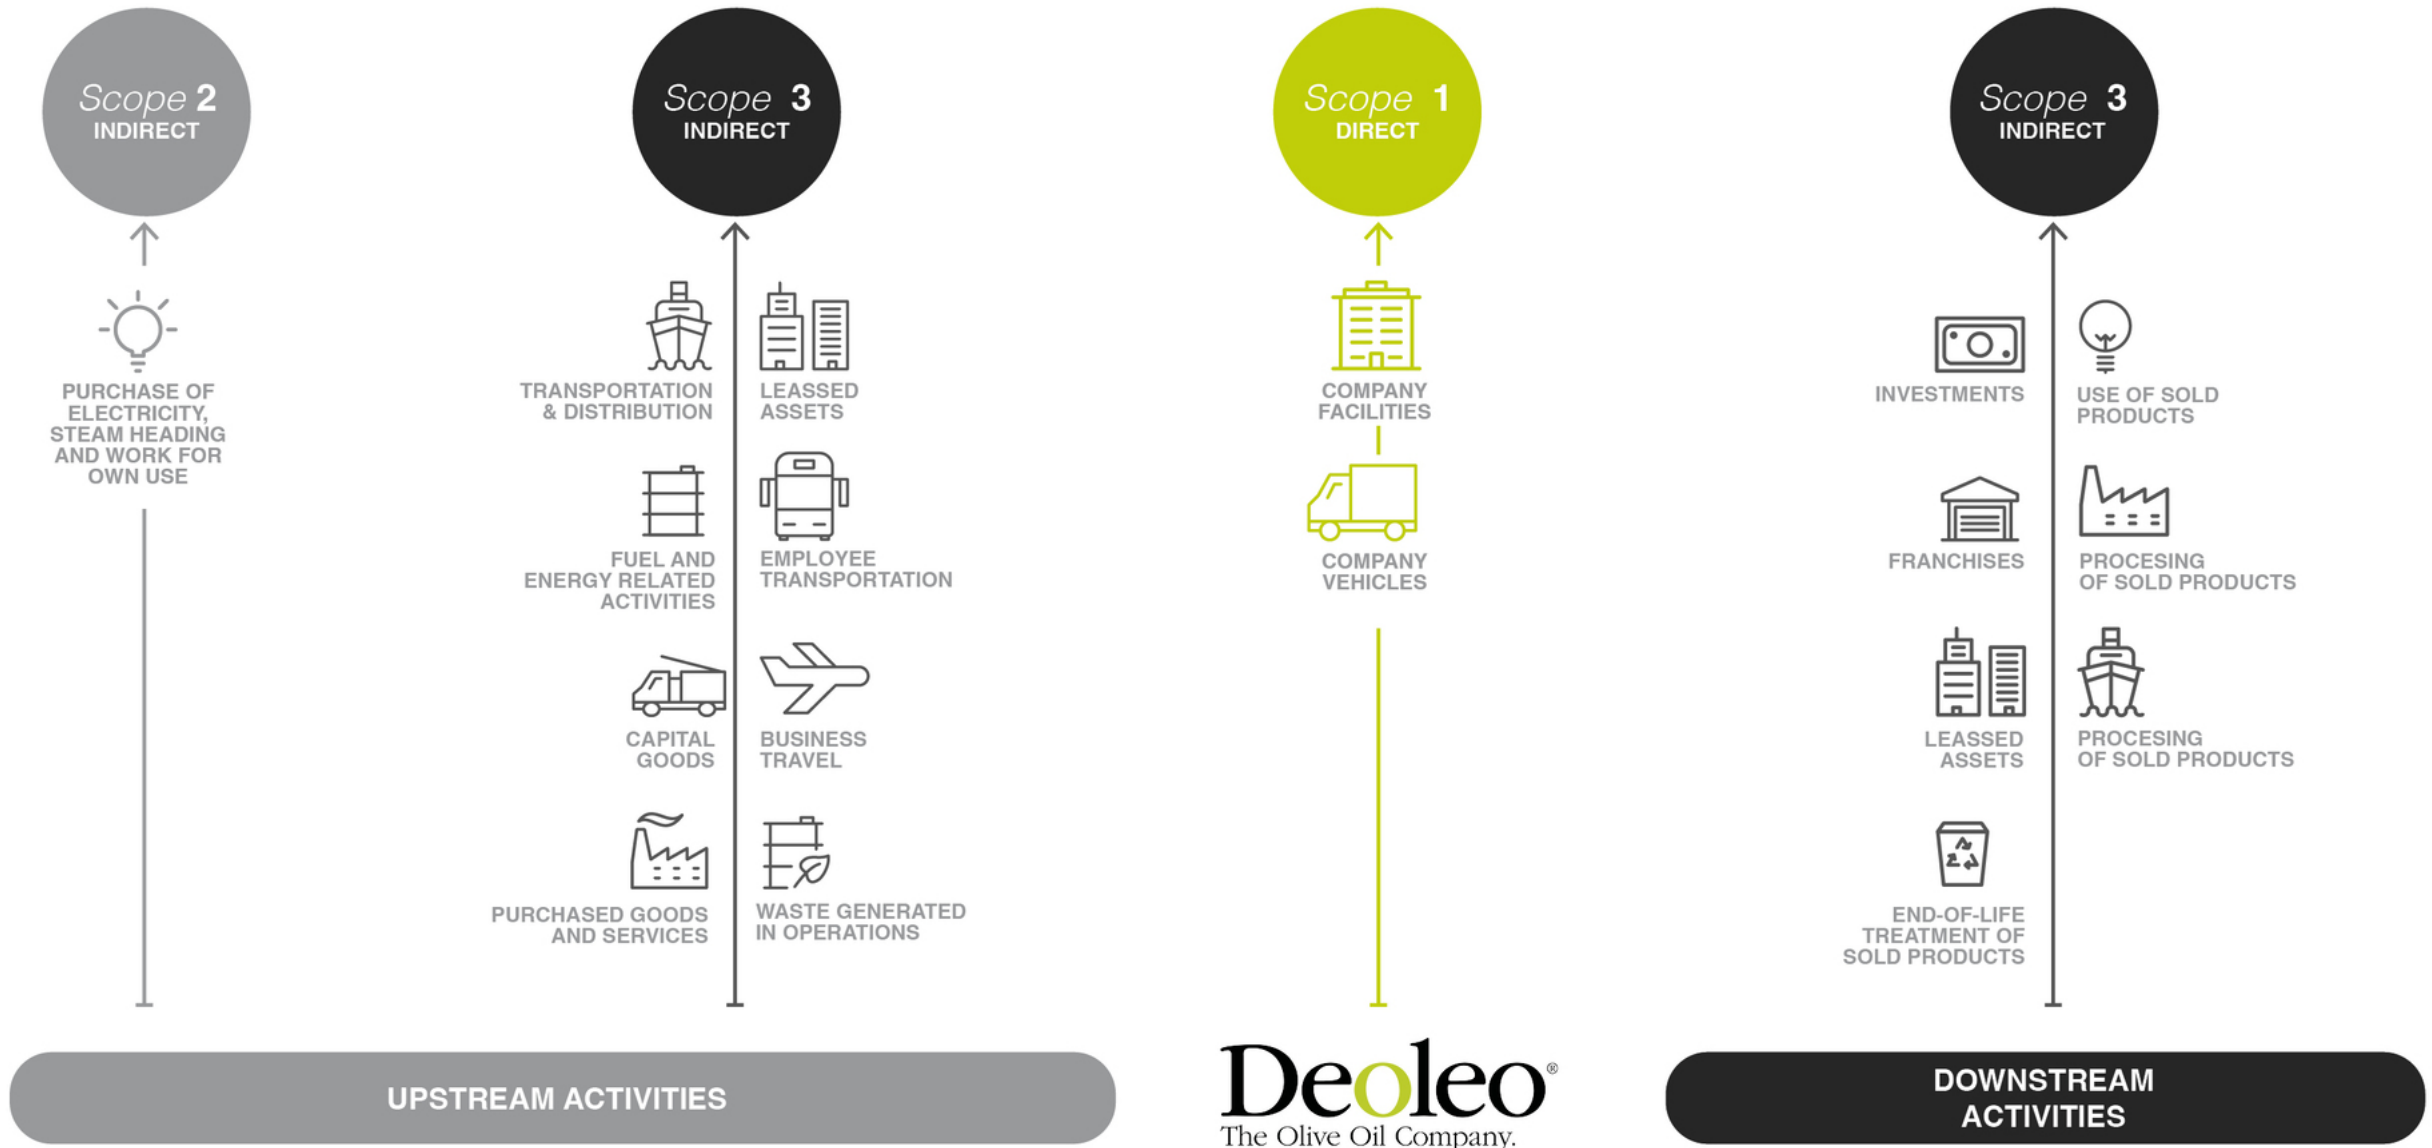 Scope 2
INDIRECT
PURCHASE OF
ELECTRICITY,
STEAM HEADING
AND WORK FOR
OWN USE
Scope 3
INDIRECT
TRANSPORTATION
& DISTRIBUTION
LEASSED
ASSETS
FUEL AND
ENERGY RELATED
ACTIVITIES
EMPLOYEE
TRANSPORTATION
CAPITAL
GOODS
BUSINESS
TRAVEL
PURCHASED GOODS
AND SERVICES
WASTE GENERATED
IN OPERATIONS
UPSTREAM ACTIVITIES
Scope 1
DIRECT
COMPANY
FACILITIES
COMPANY
VEHICLES
Deoleo®
The Olive Oil Company.
Scope 3
INDIRECT
INVESTMENTS
USE OF SOLD
PRODUCTS
FRANCHISES
PROCESING
OF SOLD PRODUCTS
LEASSED
ASSETS
PROCESING
OF SOLD PRODUCTS
END-OF-LIFE
TREATMENT OF
SOLD PRODUCTS
DOWNSTREAM
ACTIVITIES